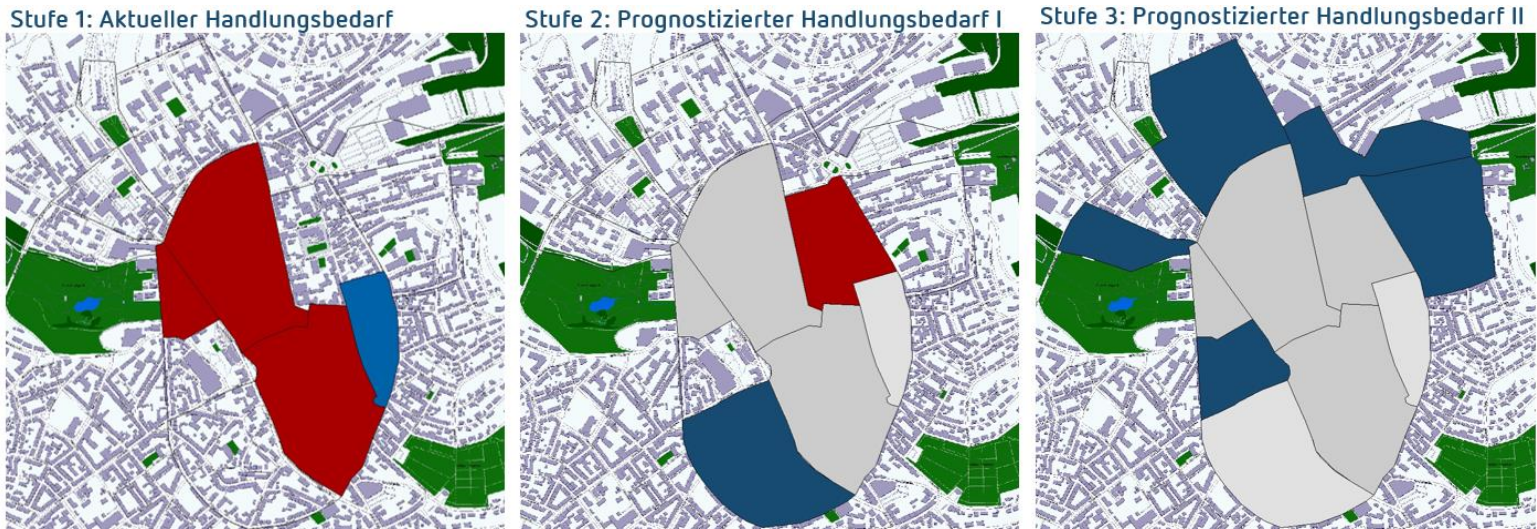 Stufe 1: Aktueller Handlungsbedarf
Stufe 2: Prognostizierter Handlungsbedarf I
Stufe 3: Prognostizierter Handlungsbedarf II